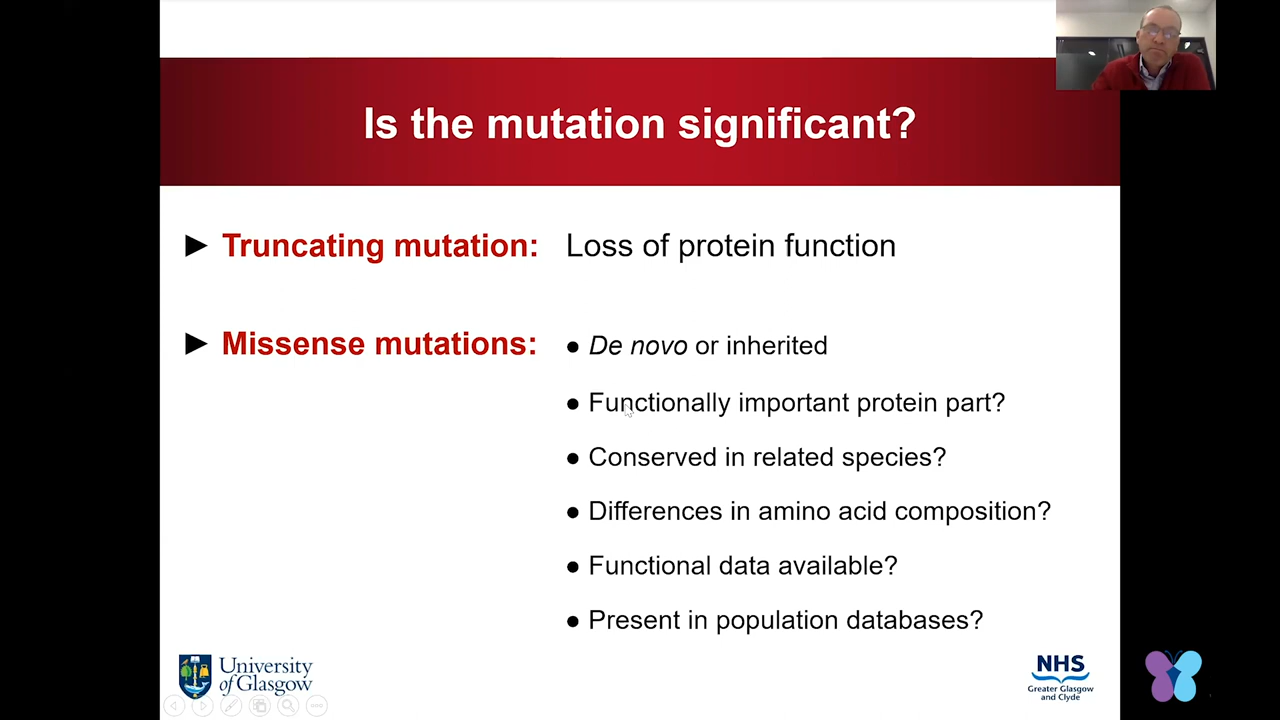 Is the mutation significant?
► Truncating mutation: Loss of protein function
► Missense mutations: ● De novo or inherited
● Functionally important protein part?
● Conserved in related species?
● Differences in amino acid composition?
● Functional data available?
● Present in population databases?
University
of Glasgow
NHS
Greater Glasgow
and Clyde